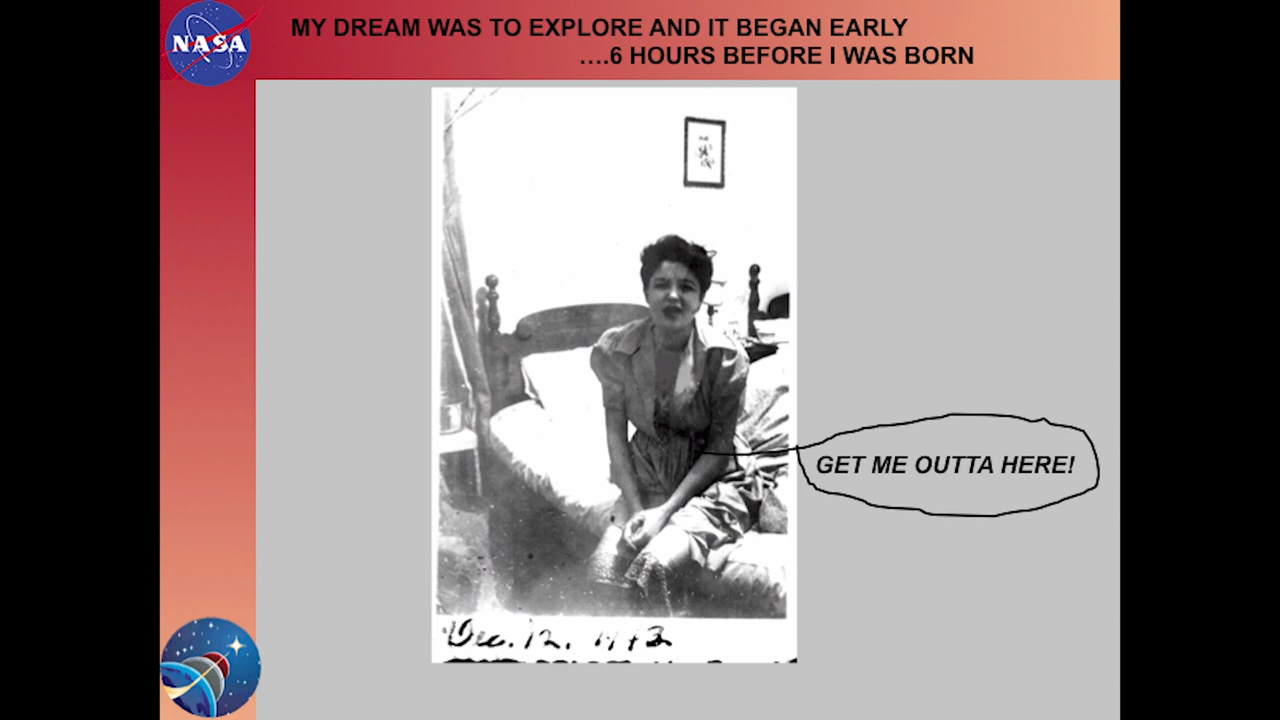 NASA
MY DREAM WAS TO EXPLORE AND IT BEGAN EARLY
....6 HOURS BEFORE I WAS BORN
GET ME OUTTA HERE!
Dec. 12,